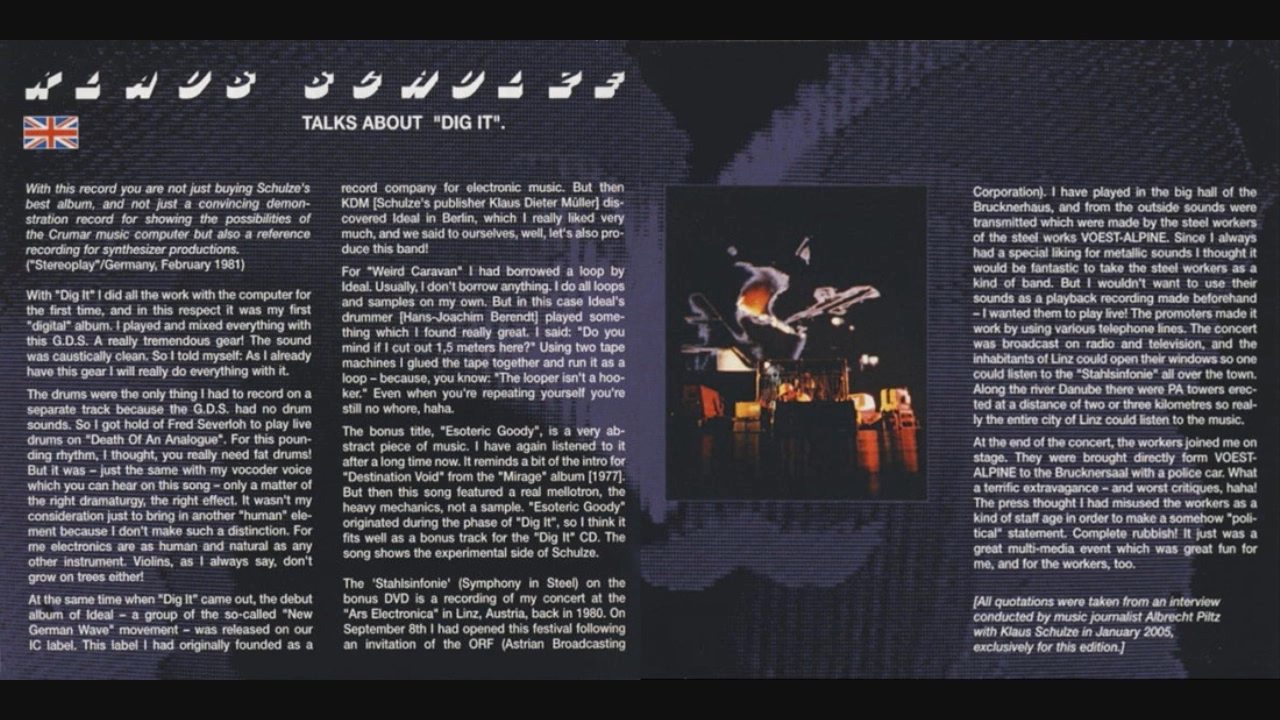 KLAUS SCHULZE
TALKS ABOUT "DIG IT".
With this record you are not just buying Schulze's
best album, and not just a convincing demon-
stration record for showing the possibilities of
the Crumar music computer but also a reference
recording for synthesizer productions.
("Stereoplay"/Germany, February 1981)
With "Dig It" I did all the work with the computer for
the first time, and in this respect it was my first
"digital" album. I played and mixed everything with
this G.D.S. A really tremendous gear! The sound
was caustically clean. So I told myself: As I already
have this gear I will really do everything with it.
The drums were the only thing I had to record on a
separate track because the G.D.S. had no drum
sounds. So I got hold of Fred Severloh to play live
drums on "Death Of An Analogue". For this poun-
ding rhythm, I thought, you really need fat drums!
But it was – just the same with my vocoder voice
which you can hear on this song – only a matter of
the right dramaturgy, the right effect. It wasn't my
consideration just to bring in another "human" ele-
ment because I don't make such a distinction. For
me electronics are as human and natural as any
other instrument. Violins, as I always say, don't
grow on trees either!
At the same time when "Dig It" came out, the debut
album of Ideal – a group of the so-called "New
German Wave" movement – was released on our
IC label. This label I had originally founded as a
record company for electronic music. But then
KDM [Schulze's publisher Klaus Dieter Müller] dis-
covered Ideal in Berlin, which I really liked very
much, and we said to ourselves, well, let's also pro-
duce this band!
For "Weird Caravan" I had borrowed a loop by
Ideal. Usually, I don't borrow anything. I do all loops
and samples on my own. But in this case Ideal's
drummer [Hans-Joachim Berendt] played some-
thing which I found really great. I said: "Do you
mind if I cut out 1,5 meters here?" Using two tape
machines I glued the tape together and run it as a
loop – because, you know: "The looper isn't a hoo-
ker." Even when you're repeating yourself you're
still no whore, haha.
The bonus title, "Esoteric Goody", is a very ab-
stract piece of music. I have again listened to it
after a long time now. It reminds a bit of the intro for
"Destination Void" from the "Mirage" album [1977].
But then this song featured a real mellotron, the
heavy mechanics, not a sample. "Esoteric Goody"
originated during the phase of "Dig It", so I think it
fits well as a bonus track for the "Dig It" CD. The
song shows the experimental side of Schulze.
The 'Stahlsinfonie' (Symphony in Steel) on the
bonus DVD is a recording of my concert at the
"Ars Electronica" in Linz, Austria, back in 1980. On
September 8th I had opened this festival following
an invitation of the ORF (Astrian Broadcasting
Corporation). I have played in the big hall of the
Brucknerhaus, and from the outside sounds were
transmitted which were made by the steel workers
of the steel works VOEST-ALPINE. Since I always
had a special liking for metallic sounds I thought it
would be fantastic to take the steel workers as a
kind of band. But I wouldn't want to use their
sounds as a playback recording made beforehand
– I wanted them to play live! The promoters made it
work by using various telephone lines. The concert
was broadcast on radio and television, and the
inhabitants of Linz could open their windows so one
could listen to the "Stahlsinfonie" all over the town.
Along the river Danube there were PA towers erec-
ted at a distance of two or three kilometres so real-
ly the entire city of Linz could listen to the music.
At the end of the concert, the workers joined me on
stage. They were brought directly form VOEST-
ALPINE to the Brucknersaal with a police car. What
a terrific extravagance – and worst critiques, haha!
The press thought I had misused the workers as a
kind of staff age in order to make a somehow "poli-
tical" statement. Complete rubbish! It just was a
great multi-media event which was great fun for
me, and for the workers, too.
[All quotations were taken from an interview
conducted by music journalist Albrecht Piltz
with Klaus Schulze in January 2005,
exclusively for this edition.]